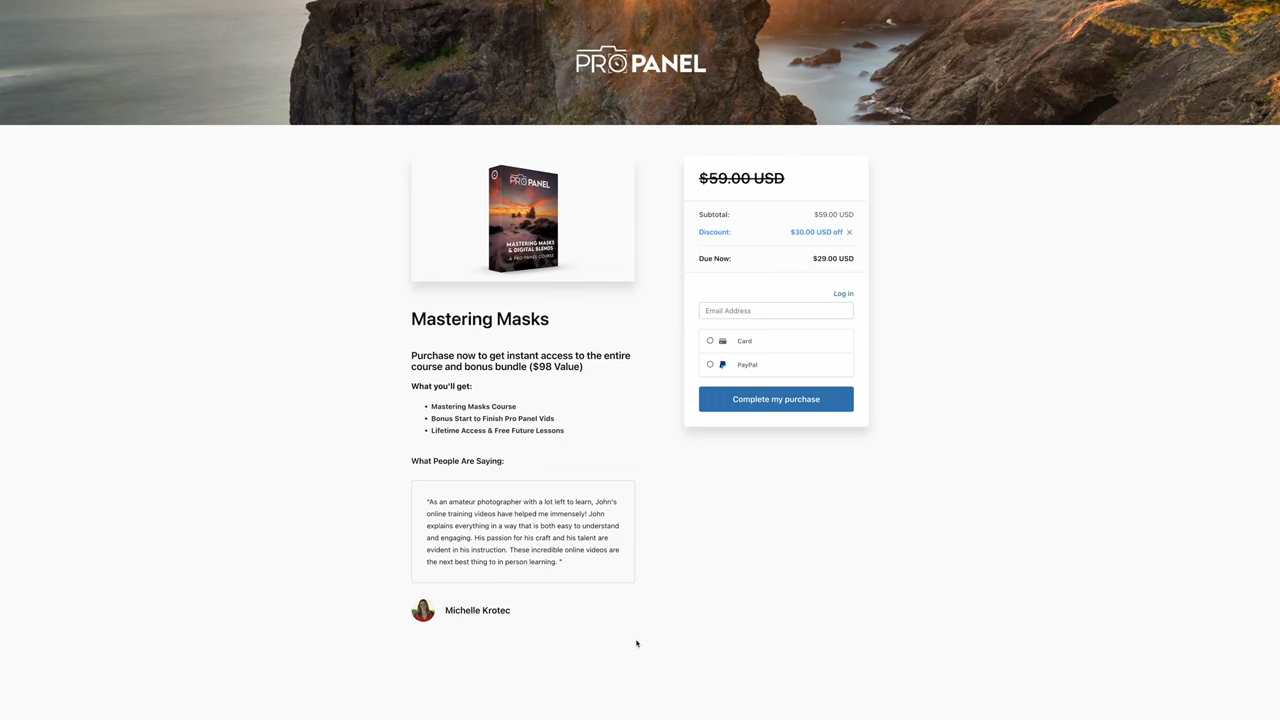 PRO PANEL
PRO PANEL
MASTERING MASKS
& DIGITAL BLENDS
A PRO PANEL COURSE
Mastering Masks
Purchase now to get instant access to the entire
course and bonus bundle ($98 Value)
What you'll get:
• Mastering Masks Course
• Bonus Start to Finish Pro Panel Vids
• Lifetime Access & Free Future Lessons
What People Are Saying:
"As an amateur photographer with a lot left to learn, John's
online training videos have helped me immensely! John
explains everything in a way that is both easy to understand
and engaging. His passion for his craft and his talent are
evident in his instruction. These incredible online videos are
the next best thing to in person learning. "
Michelle Krotec
$59.00 USD
Subtotal: $59.00 USD
Discount: $30.00 USD off ×
Due Now: $29.00 USD
Log in
Email Address
Card
PayPal
Complete my purchase